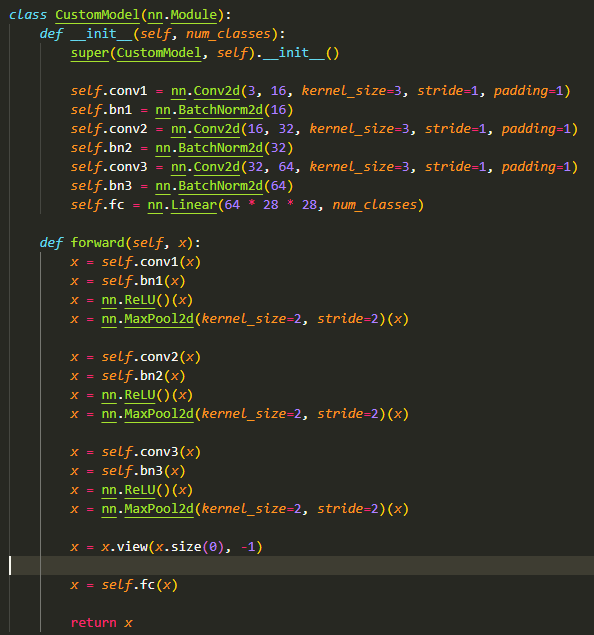 class CustomModel(nn.Module):
    def __init__(self, num_classes):
        super(CustomModel, self).__init__()

        self.conv1 = nn.Conv2d(3, 16, kernel_size=3, stride=1, padding=1)
        self.bn1 = nn.BatchNorm2d(16)
        self.conv2 = nn.Conv2d(16, 32, kernel_size=3, stride=1, padding=1)
        self.bn2 = nn.BatchNorm2d(32)
        self.conv3 = nn.Conv2d(32, 64, kernel_size=3, stride=1, padding=1)
        self.bn3 = nn.BatchNorm2d(64)
        self.fc = nn.Linear(64 * 28 * 28, num_classes)

    def forward(self, x):
        x = self.conv1(x)
        x = self.bn1(x)
        x = nn.ReLU()(x)
        x = nn.MaxPool2d(kernel_size=2, stride=2)(x)

        x = self.conv2(x)
        x = self.bn2(x)
        x = nn.ReLU()(x)
        x = nn.MaxPool2d(kernel_size=2, stride=2)(x)

        x = self.conv3(x)
        x = self.bn3(x)
        x = nn.ReLU()(x)
        x = nn.MaxPool2d(kernel_size=2, stride=2)(x)

        x = x.view(x.size(0), -1)

        x = self.fc(x)

        return x